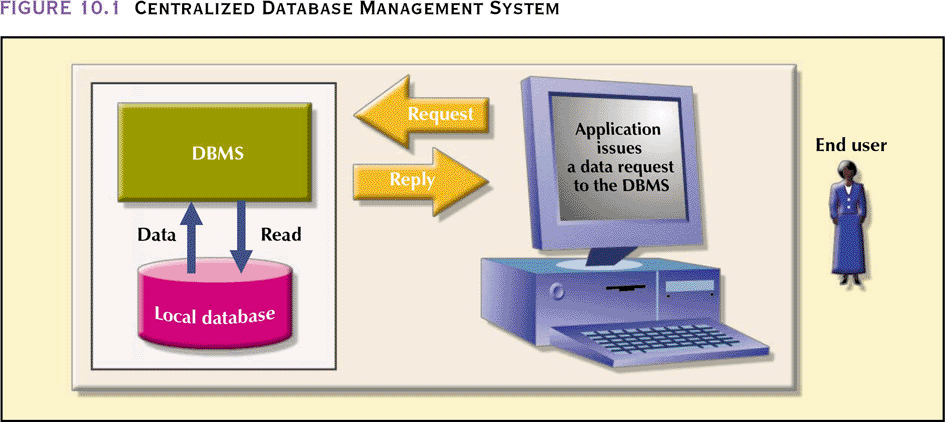 FIGURE 10.1 CENTRALIZED DATABASE MANAGEMENT SYSTEM
Request
Application
issues
a data request
to the DBMS
End user
DBMS
Reply
Data
Read
Local database